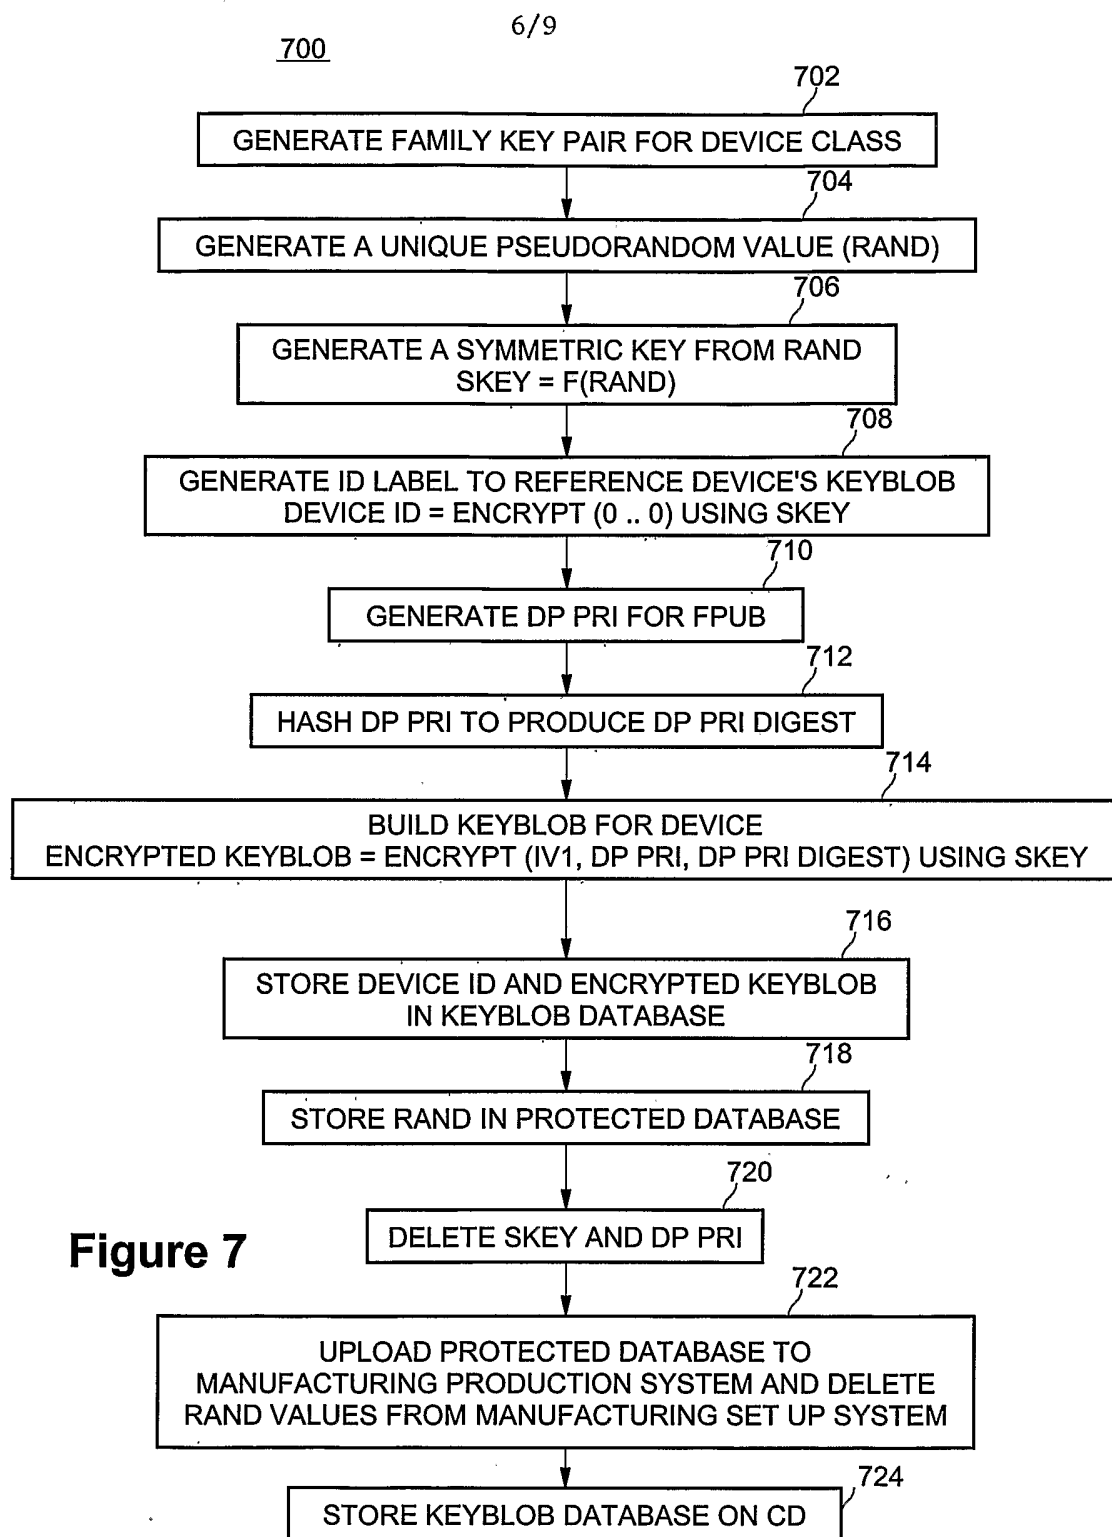 6/9
700
702
GENERATE FAMILY KEY PAIR FOR DEVICE CLASS
704
GENERATE A UNIQUE PSEUDORANDOM VALUE (RAND)
706
GENERATE A SYMMETRIC KEY FROM RAND
SKEY = F(RAND)
708
GENERATE ID LABEL TO REFERENCE DEVICE'S KEYBLOB
DEVICE ID = ENCRYPT (0 .. 0) USING SKEY
710
GENERATE DP PRI FOR FPUB
712
HASH DP PRI TO PRODUCE DP PRI DIGEST
714
BUILD KEYBLOB FOR DEVICE
ENCRYPTED KEYBLOB = ENCRYPT (IV1, DP PRI, DP PRI DIGEST) USING SKEY
716
STORE DEVICE ID AND ENCRYPTED KEYBLOB
IN KEYBLOB DATABASE
718
STORE RAND IN PROTECTED DATABASE
720
DELETE SKEY AND DP PRI
Figure 7
722
UPLOAD PROTECTED DATABASE TO
MANUFACTURING PRODUCTION SYSTEM AND DELETE
RAND VALUES FROM MANUFACTURING SET UP SYSTEM
724
STORE KEYBLOB DATABASE ON CD